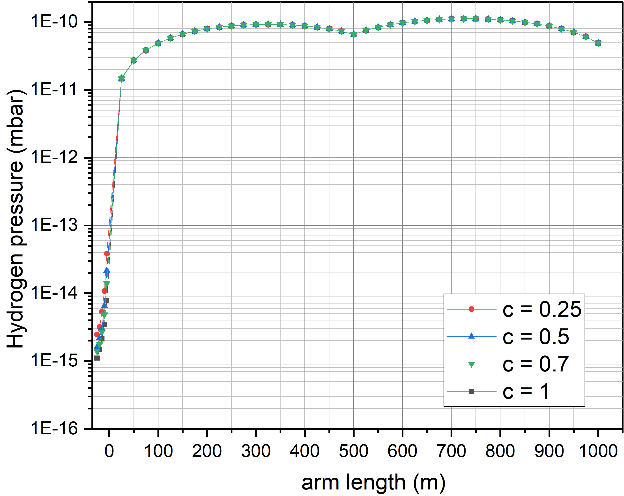 1E-10
1E-11
1E-12
1E-13
1E-14
1E-15
1E-16
Hydrogen pressure (mbar)
c = 0.25
c = 0.5
c = 0.7
c = 1
0 100 200 300 400 500 600 700 800 900 1000
arm length (m)